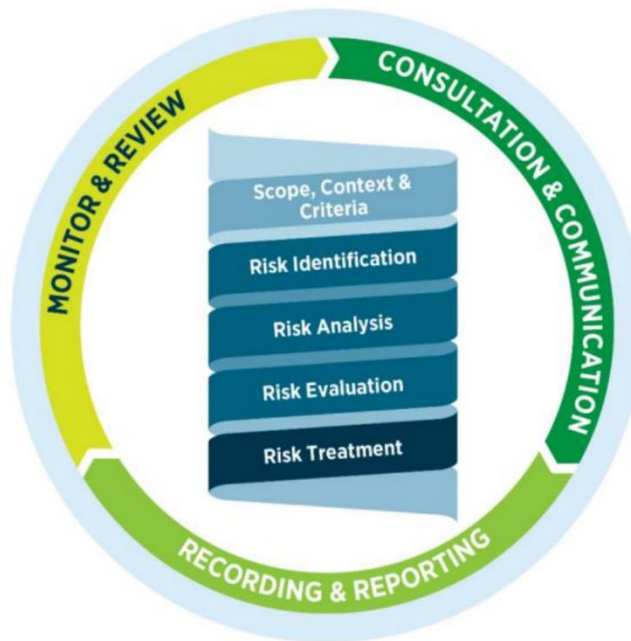 MONITOR & REVIEW
CONSULTATION & COMMUNICATION
Scope, Context &
Criteria
Risk Identification
Risk Analysis
Risk Evaluation
Risk Treatment
RECORDING & REPORTING